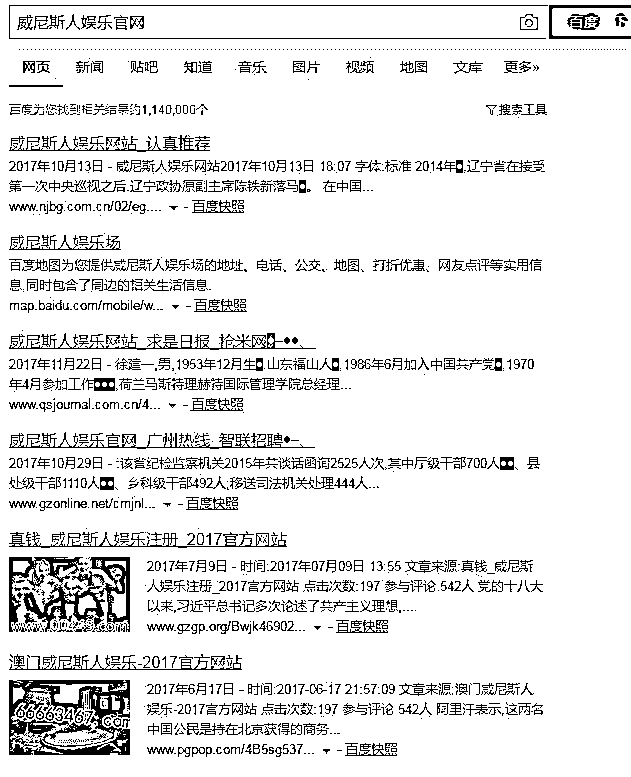 威尼斯人娱乐官网
百度
网页 新闻 贴吧 知道 音乐 图片 视频 地图 文库 更多»
百度为您找到相关结果约1,140,000个 搜索工具
威尼斯人娱乐网站_认真推荐
2017年10月13日 - 威尼斯人娱乐网站2017年10月13日 18:07 字体:标准 2014年,辽宁省在接受
第一次中央巡视之后,辽宁政协原副主席陈铁新落马。 在中国...
www.njbg.com.cn/02/eg.... - 百度快照
威尼斯人娱乐场
百度地图为您提供威尼斯人娱乐场的地址、电话、公交、地图、打折优惠、网友点评等实用信
息,同时包含了周边的相关生活信息.
map.baidu.com/mobile/w... - 百度快照
威尼斯人娱乐网站_求是日报_拾米网
2017年11月22日 - 徐建一,男,1953年12月生,山东福山人,1986年6月加入中国共产党,1970
年4月参加工作,荷兰马斯特理赫特国际管理学院总经理...
www.qsjournal.com.cn/4... - 百度快照
威尼斯人娱乐官网_广州热线_智联招聘
2017年10月29日 - :该省纪检监察机关2015年共谈话函询2525人次,其中厅级干部700人、县
处级干部1110人、乡科级干部492人;移送司法机关处理444人...
www.gzonline.net/cmjnl... - 百度快照
真钱_威尼斯人娱乐注册_2017官方网站
2017年7月9日 - 时间:2017年07月09日 13:55 文章来源:真钱_威尼斯
人娱乐注册_2017官方网站 点击次数:197 参与评论 542人 党的十八大
以来,习近平总书记多次论述了共产主义理想,....
www.gzgp.org/Bwjk46902... - 百度快照
澳门威尼斯人娱乐-2017官方网站
2017年6月17日 - 时间:2017-06-17 21:57:09 文章来源:澳门威尼斯人
娱乐-2017官方网站 点击次数:197 参与评论 542人 阿里汗表示,这两名
中国公民是持在北京获得的商务...
66663467.com
www.pgpop.com/4B5sg537... - 百度快照